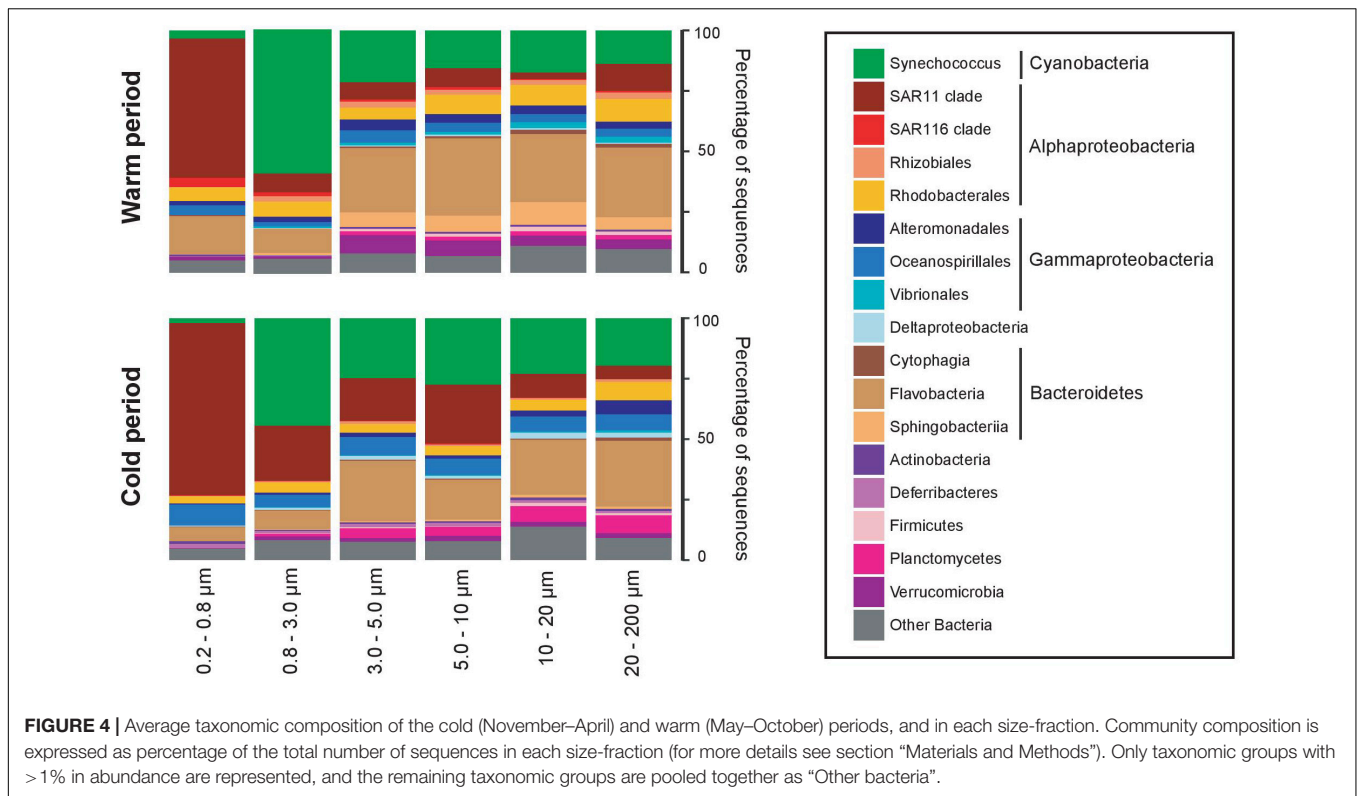 Warm period
100
50
0
Percentage of sequences
Cold period
100
50
0
Percentage of sequences
0.2 - 0.8 µm
0.8 - 3.0 µm
3.0 - 5.0 µm
5.0 - 10 µm
10 - 20 µm
20 - 200 µm
Synechococcus
Cyanobacteria
SAR11 clade
SAR116 clade
Rhizobiales
Rhodobacterales
Alphaproteobacteria
Alteromonadales
Oceanospirillales
Vibrionales
Gammaproteobacteria
Deltaproteobacteria
Cytophagia
Flavobacteria
Sphingobacteriia
Bacteroidetes
Actinobacteria
Deferribacteres
Firmicutes
Planctomycetes
Verrucomicrobia
Other Bacteria
FIGURE 4 | Average taxonomic composition of the cold (November–April) and warm (May–October) periods, and in each size-fraction. Community composition is
expressed as percentage of the total number of sequences in each size-fraction (for more details see section “Materials and Methods”). Only taxonomic groups with
>1% in abundance are represented, and the remaining taxonomic groups are pooled together as “Other bacteria”.